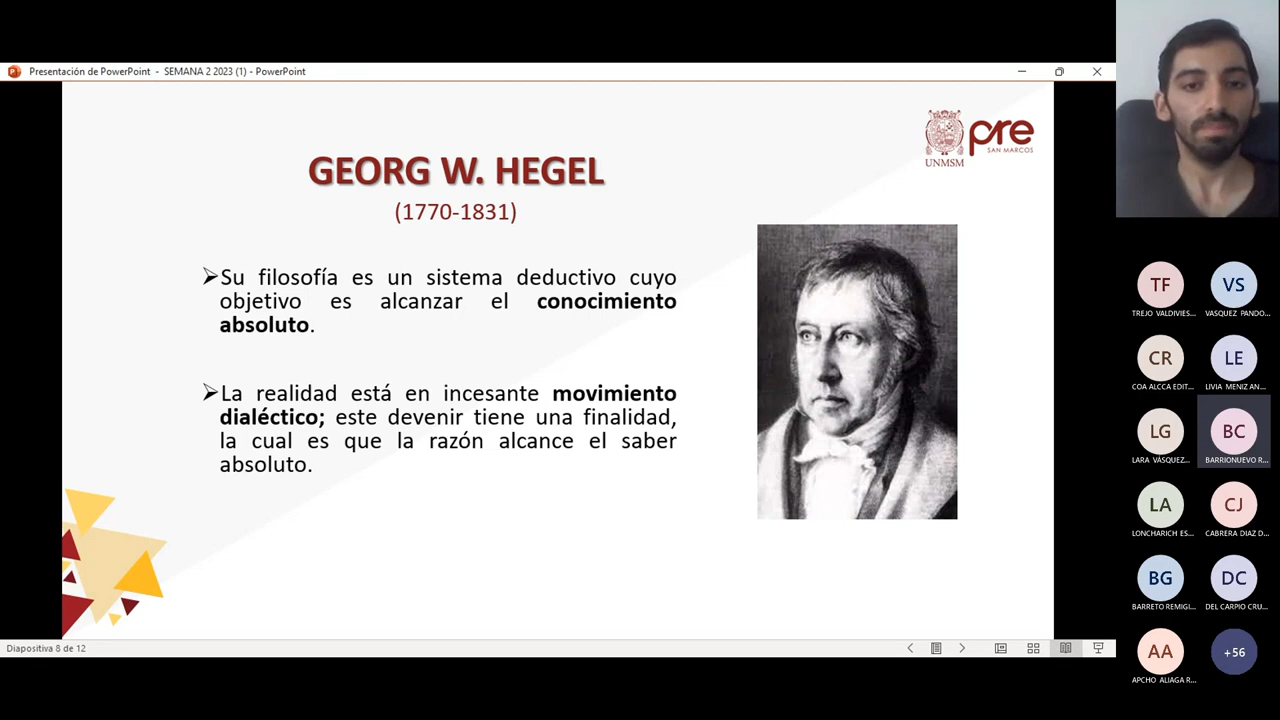 Presentación de PowerPoint - SEMANA 2 2023 (1) - PowerPoint
GEORG W. HEGEL
(1770-1831)
Su filosofía es un sistema deductivo cuyo
objetivo es alcanzar el conocimiento
absoluto.
La realidad está en incesante movimiento
dialéctico; este devenir tiene una finalidad,
la cual es que la razón alcance el saber
absoluto.
UNMSM
pre
SAN MARCOS
Diapositiva 8 de 12
TF
VS
TREJO VALDIVIES...
VASQUEZ PANDO...
CR
LE
COA ALCCA EDIT...
LIVIA MENIZ AN...
LG
BC
LARA VÁSQUEZ...
BARRIONUEVO R...
LA
CJ
LONCHARICH ES...
CABRERA DIAZ D...
BG
DC
BARRETO REMIGI...
DEL CARPIO CRU...
AA
+56
APCHO ALIAGA R...